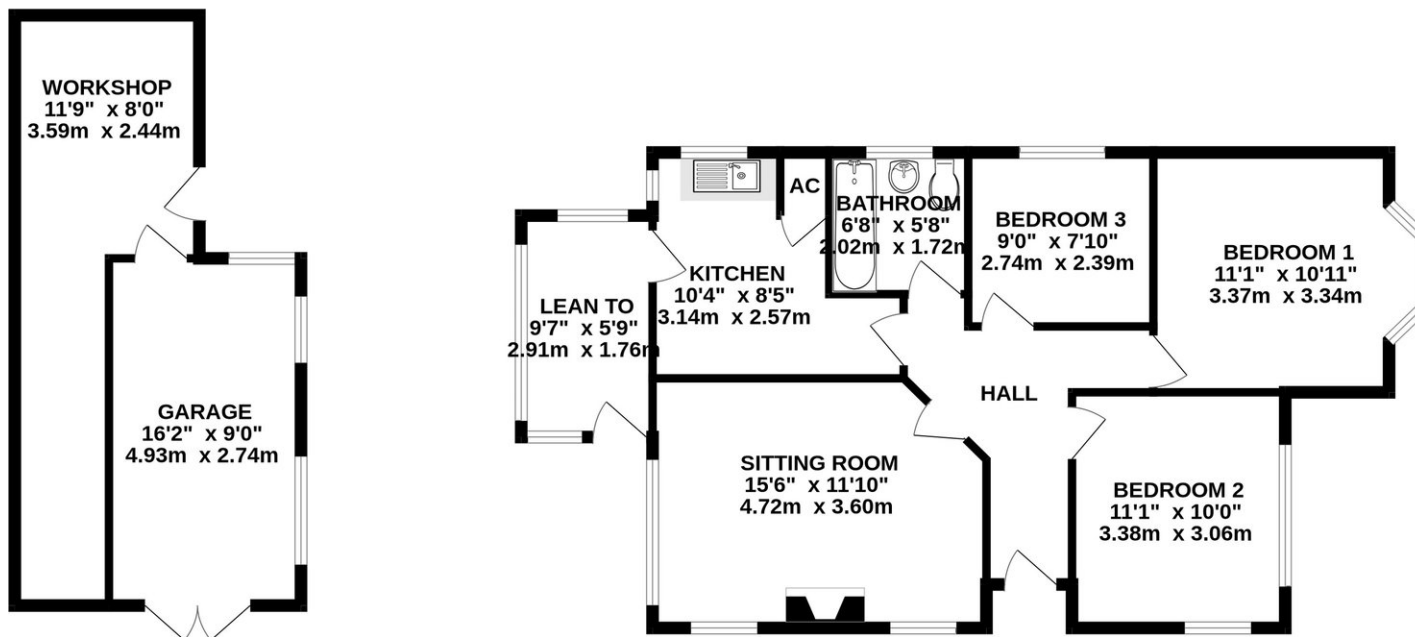 WORKSHOP
11'9" x 8'0"
3.59m x 2.44m
GARAGE
16'2" x 9'0"
4.93m x 2.74m
LEAN TO
9'7" x 5'9"
2.91m x 1.76m
KITCHEN
10'4" x 8'5"
3.14m x 2.57m
AC
BATHROOM
6'8" x 5'8"
2.02m x 1.72m
BEDROOM 3
9'0" x 7'10"
2.74m x 2.39m
BEDROOM 1
11'1" x 10'11"
3.37m x 3.34m
HALL
SITTING ROOM
15'6" x 11'10"
4.72m x 3.60m
BEDROOM 2
11'1" x 10'0"
3.38m x 3.06m